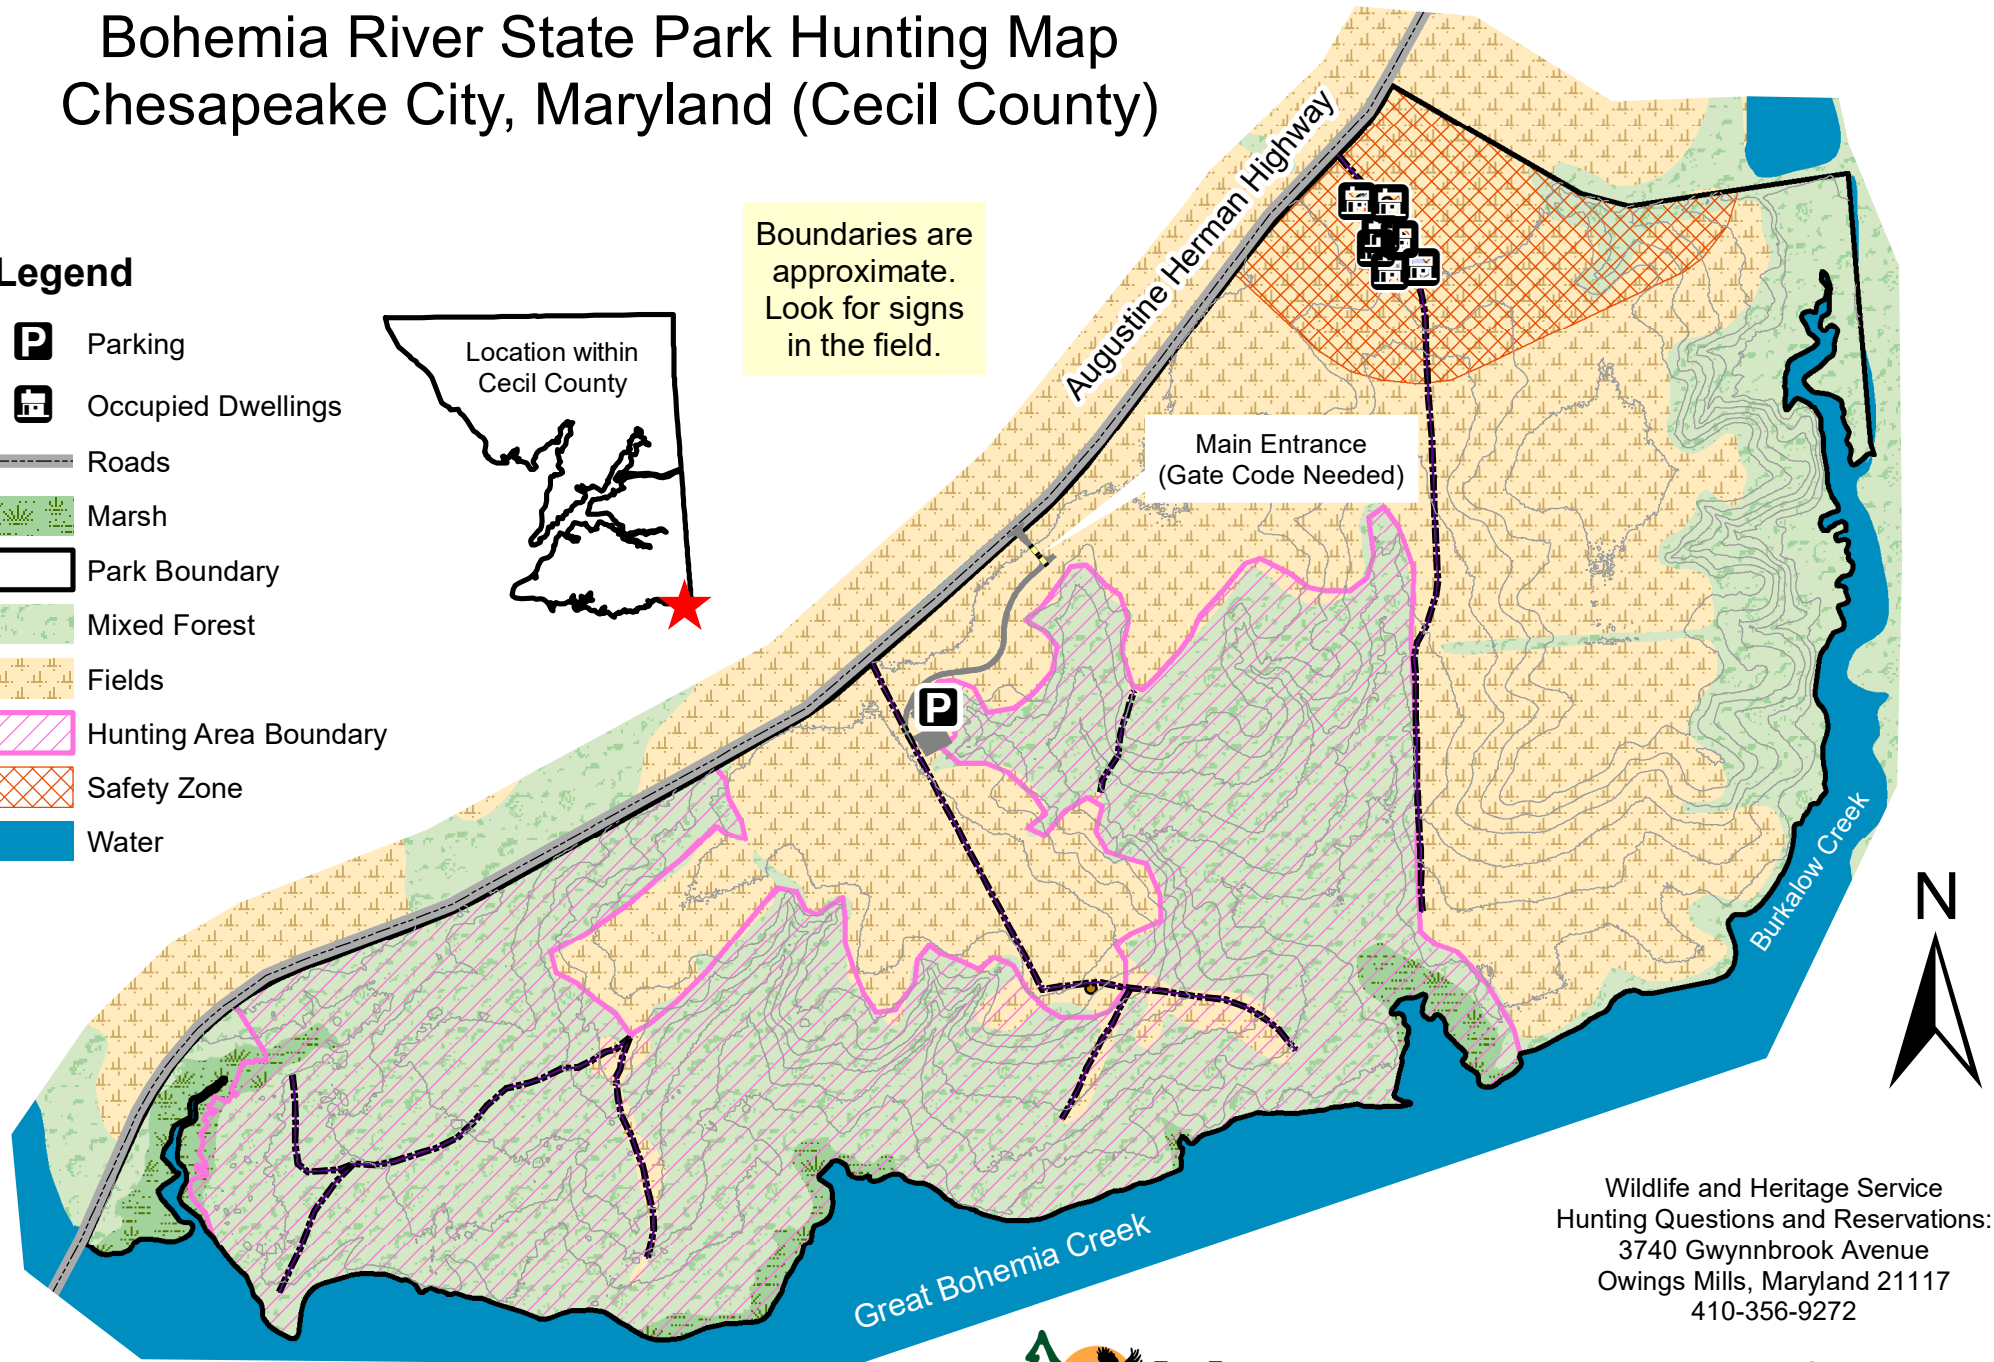 Bohemia River State Park Hunting Map
Chesapeake City, Maryland (Cecil County)
Legend
P Parking
Occupied Dwellings
Roads
Marsh
Park Boundary
Mixed Forest
Fields
Hunting Area Boundary
Safety Zone
Water
Location within
Cecil County
Boundaries are
approximate.
Look for signs
in the field.
Augustine Herman Highway
Main Entrance
(Gate Code Needed)
P
Burkalow Creek
Great Bohemia Creek
N
Wildlife and Heritage Service
Hunting Questions and Reservations:
3740 Gwynnbrook Avenue
Owings Mills, Maryland 21117
410-356-9272